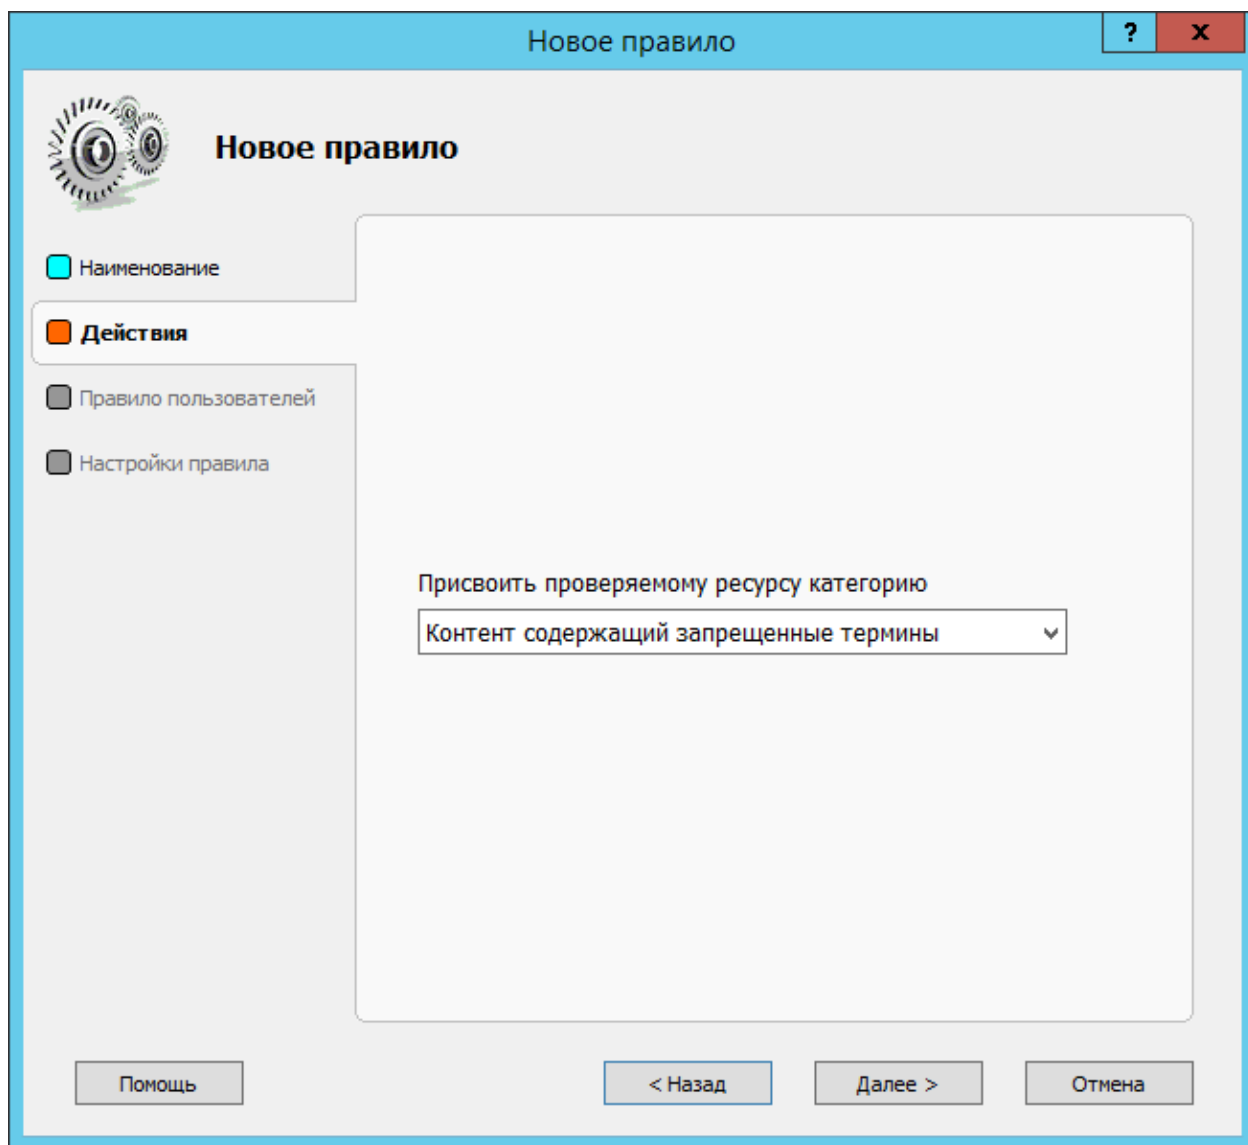 Новое правило
?
x
Новое правило
Наименование
Действия
Правило пользователей
Настройки правила
Присвоить проверяемому ресурсу категорию
Контент содержащий запрещенные термины
Помощь
< Назад
Далее >
Отмена